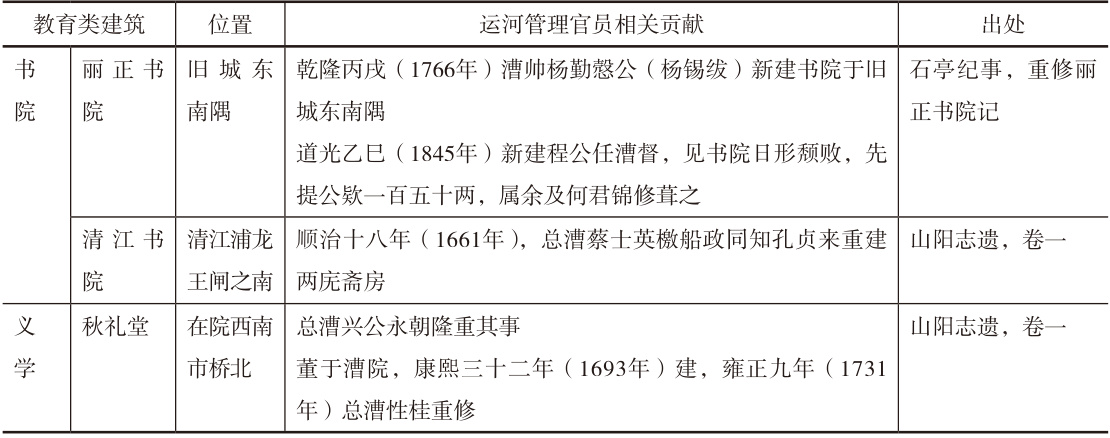 教育类建筑 位置 运河管理官员相关贡献 出处
书院 丽正书院 旧城东南隅 乾隆丙戌（1766年）漕帅杨勤慤公（杨锡绂）新建书院于旧城东南隅
道光乙巳（1845年）新建程公任漕督，见书院日形颓败，先提公欵一百五十两，属余及何君锦修葺之 石亭纪事，重修丽正书院记
清江书院 清江浦龙王闸之南 顺治十八年（1661年），总漕蔡士英檄船政同知孔贞来重建两庑斋房 山阳志遗，卷一
义学 秋礼堂 在院西南市桥北 总漕兴公永朝隆重其事
董于漕院，康熙三十二年（1693年）建，雍正九年（1731年）总漕性桂重修 山阳志遗，卷一